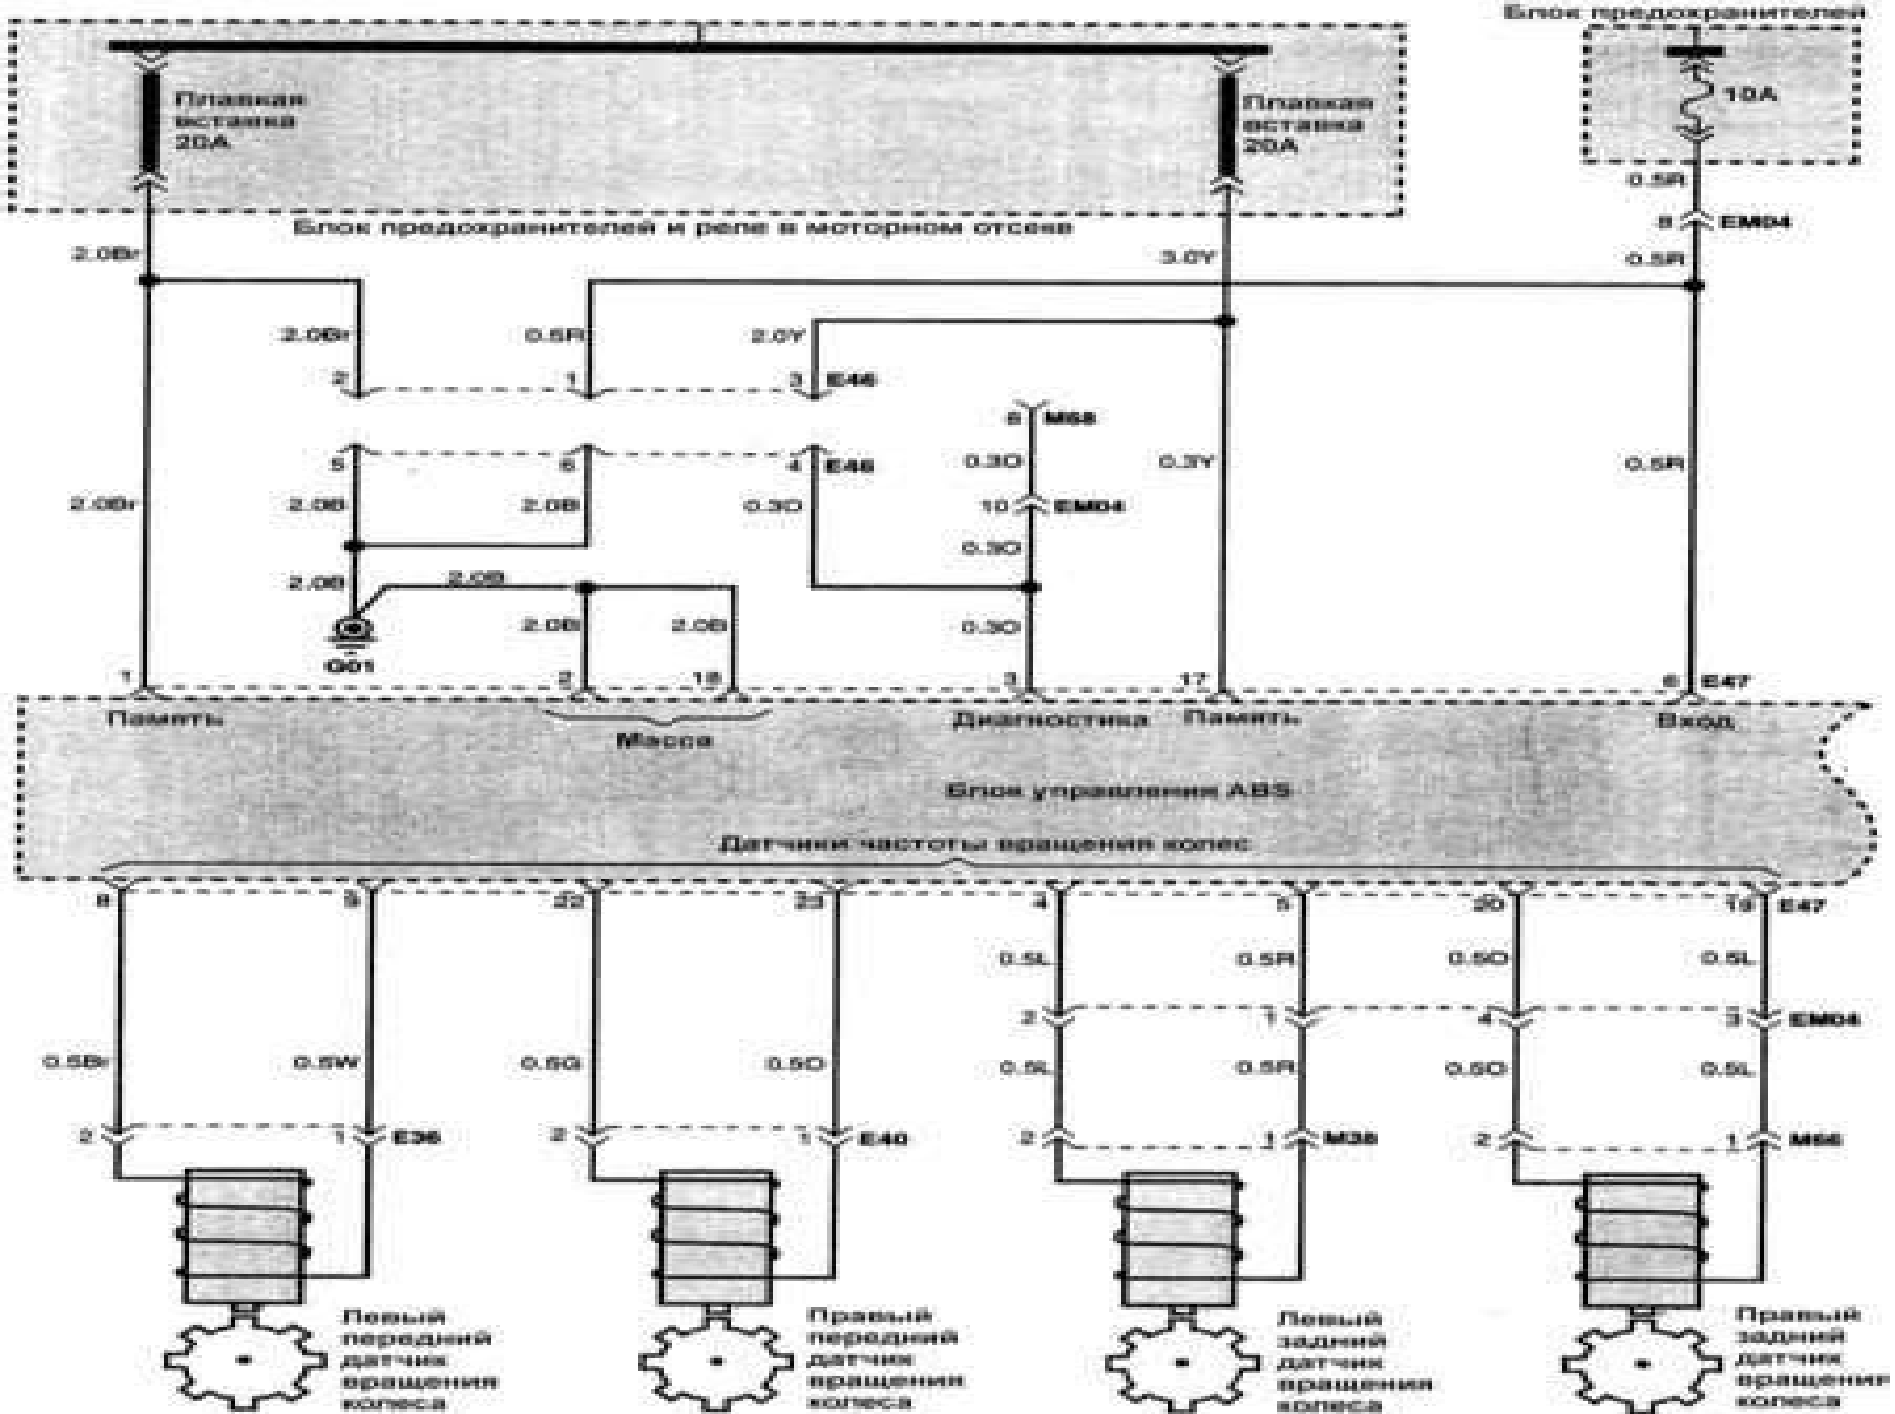 Блок предохранителей
Плавкая
вставка
20A
Плавкая
вставка
20A
10A
0.5R
Блок предохранителей и реле в моторном отсеке
8 EM04
2.0Br
3.0Y
0.5R
2.0Br
0.5R
2.0Y
2
1
3 E46
6 M68
5
6
4 E46
0.3O
0.3Y
0.5R
2.0Br
2.0B
2.0B
0.3O
10 EM04
0.3O
2.0B
2.0B
2.0B
2.0B
0.3O
G01
1
2
18
3
17
6 E47
Память
Масса
Диагностика
Память
Вход
Блок управления ABS
Датчики частоты вращения колес
8
9
22
23
4
5
20
19 E47
0.5L
0.5R
0.5O
0.5L
2
1
4
3 EM04
0.5Br
0.5W
0.5G
0.5O
0.5L
0.5R
0.5O
0.5L
2
1 E36
2
1 E40
2
1 M38
2
1 M66
Левый
передний
датчик
вращения
колеса
Правый
передний
датчик
вращения
колеса
Левый
задний
датчик
вращения
колеса
Правый
задний
датчик
вращения
колеса